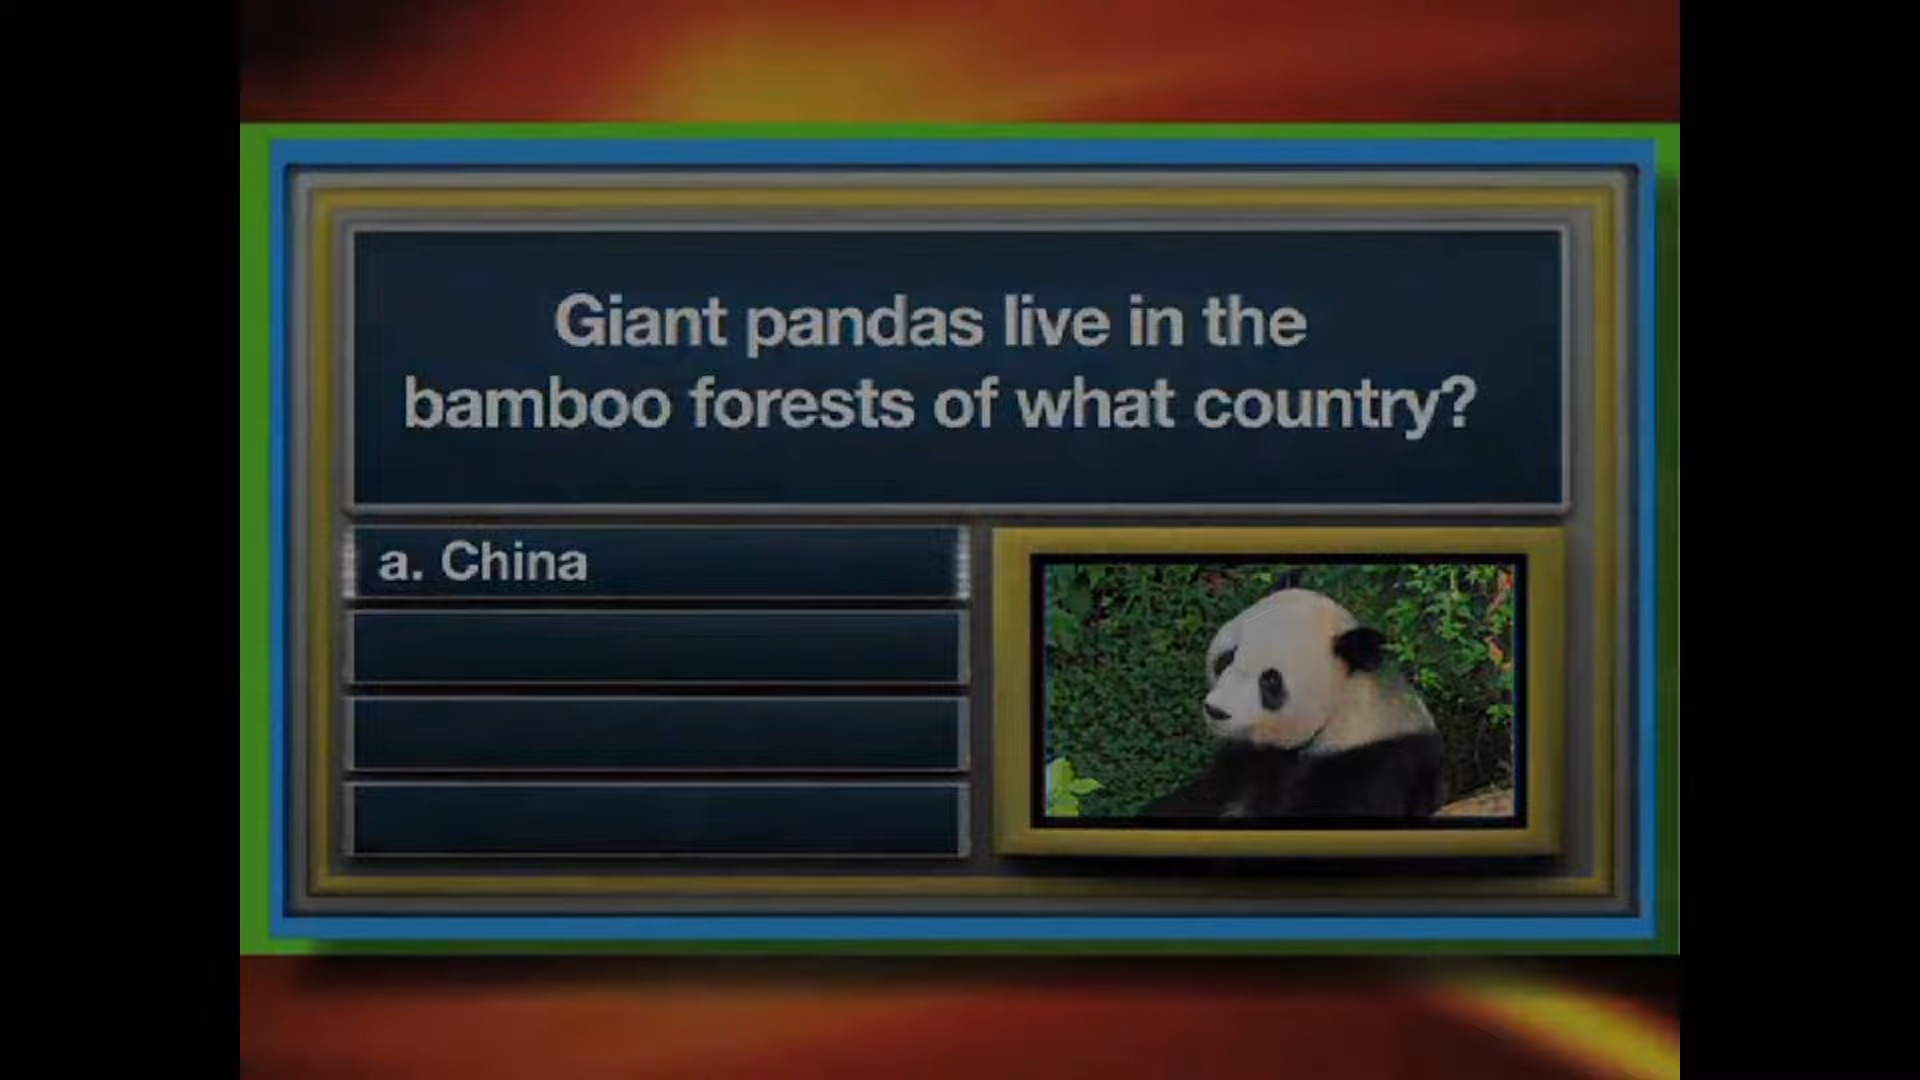 Giant pandas live in the
bamboo forests of what country?
a. China